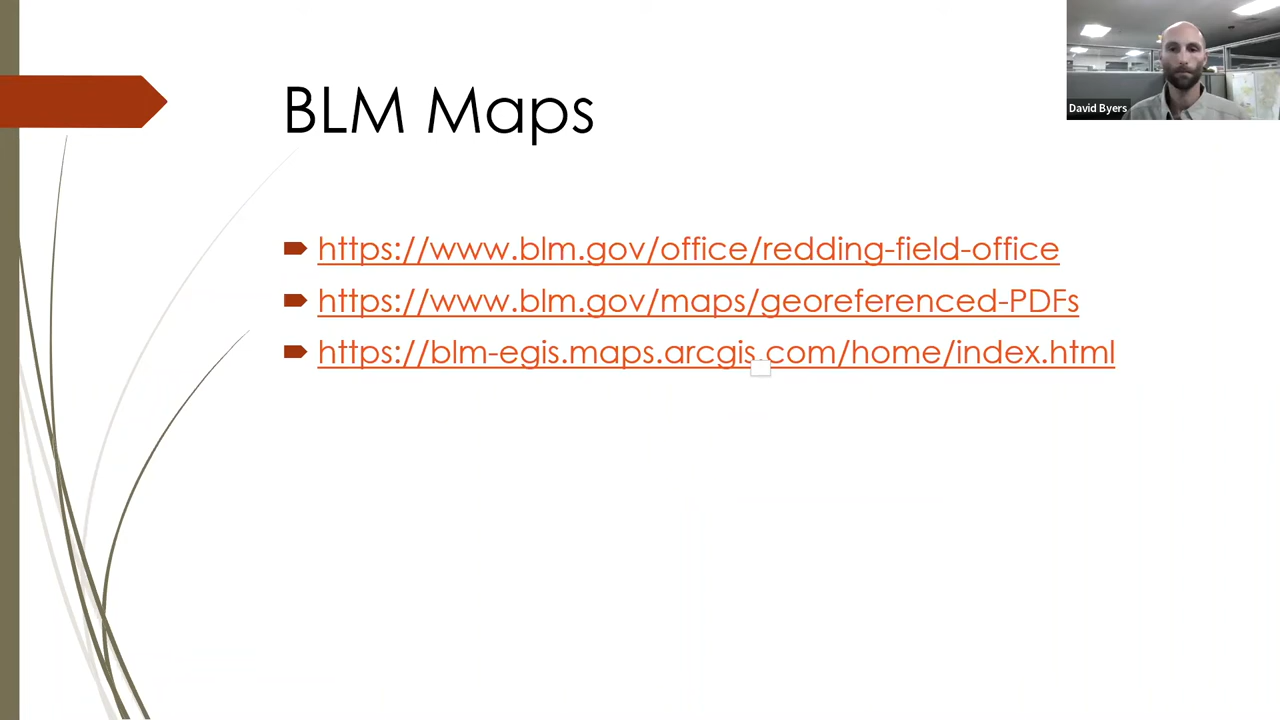 BLM Maps
David Byers
https://www.blm.gov/office/redding-field-office
https://www.blm.gov/maps/georeferenced-PDFs
https://blm-egis.maps.arcgis.com/home/index.html